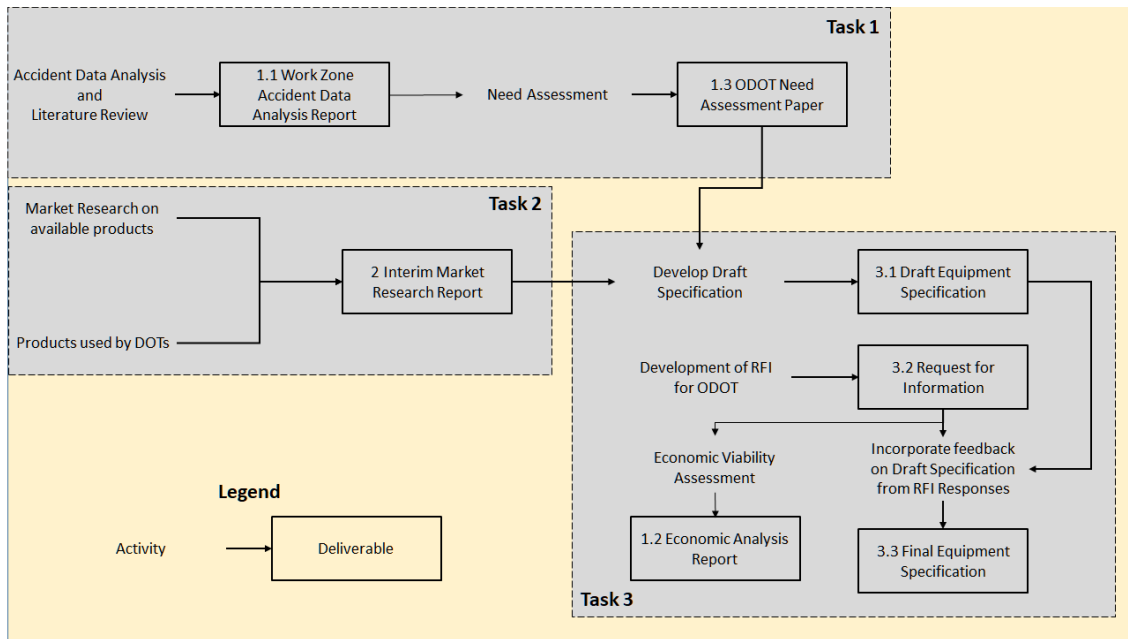 Task 1
Accident Data Analysis
and
Literature Review
1.1 Work Zone
Accident Data
Analysis Report
Need Assessment
1.3 ODOT Need
Assessment Paper
Task 2
Market Research on
available products
2 Interim Market
Research Report
Products used by DOTs
Develop Draft
Specification
3.1 Draft Equipment
Specification
Development of RFI
for ODOT
3.2 Request for
Information
Economic Viability
Assessment
Incorporate feedback
on Draft Specification
from RFI Responses
1.2 Economic Analysis
Report
3.3 Final Equipment
Specification
Task 3
Legend
Activity
Deliverable